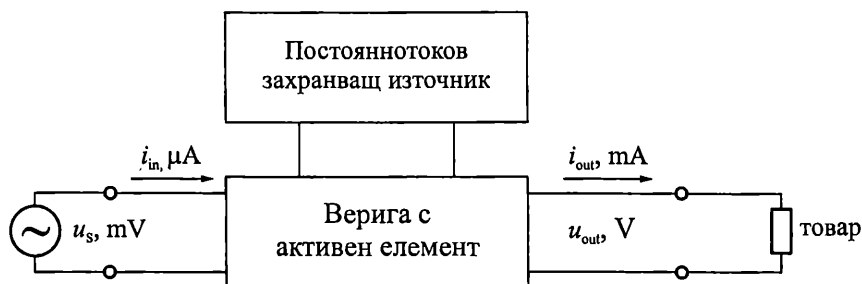 Постояннотоков
захранващ източник
i_in, μA
i_out, mA
u_s, mV
Верига с
активен елемент
u_out, V
товар